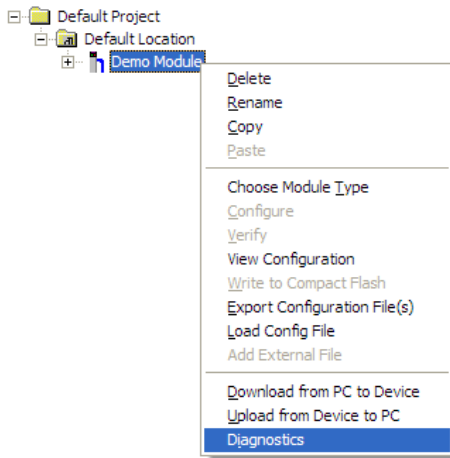 Default Project
Default Location
Demo Module
Delete
Rename
Copy
Paste
Choose Module Type
Configure
Verify
View Configuration
Write to Compact Flash
Export Configuration File(s)
Load Config File
Add External File
Download from PC to Device
Upload from Device to PC
Diagnostics